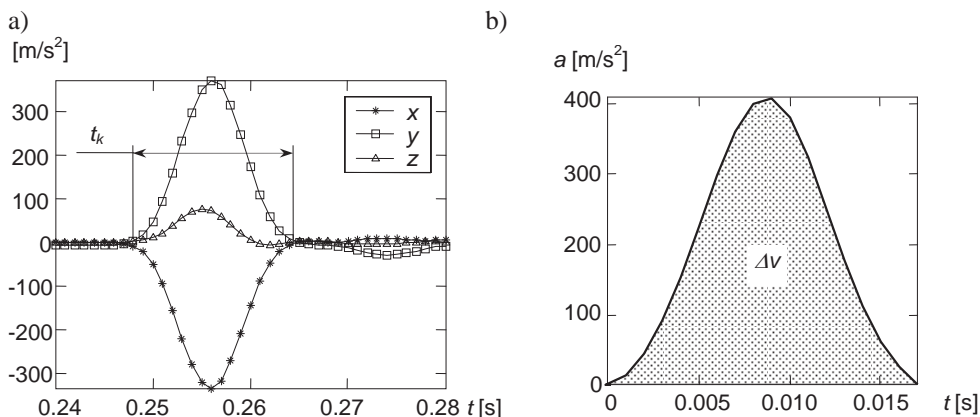 a)
[m/s²]
300
200
100
0
-100
-200
-300
0.24 0.25 0.26 0.27 t [s] 0.28
t_k
x
y
z
b)
a [m/s²]
400
300
200
100
0
0 0.005 0.010 0.015 t [s]
Δv